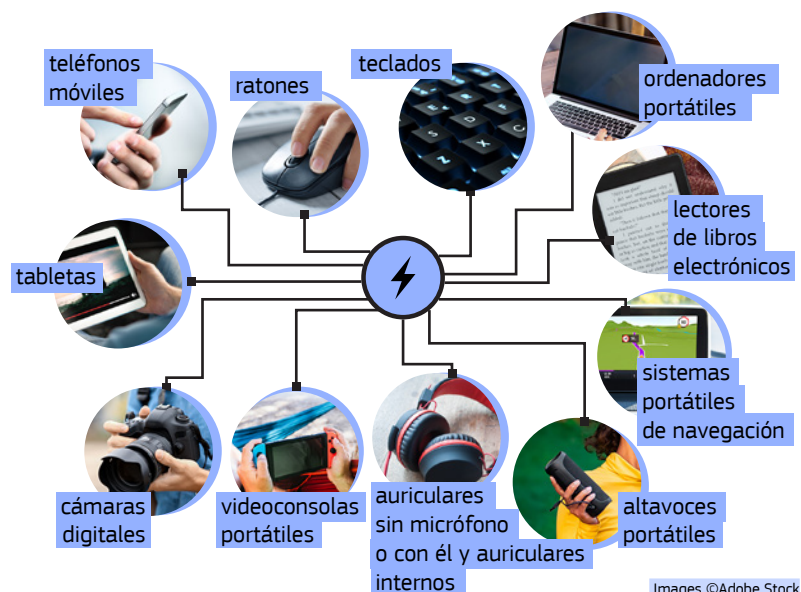 teléfonos
móviles
ratones
teclados
ordenadores
portátiles
tabletas
lectores
de libros
electrónicos
sistemas
portátiles
de navegación
cámaras
digitales
videoconsolas
portátiles
auriculares
sin micrófono
o con él y auriculares
internos
altavoces
portátiles
Images ©Adobe Stock